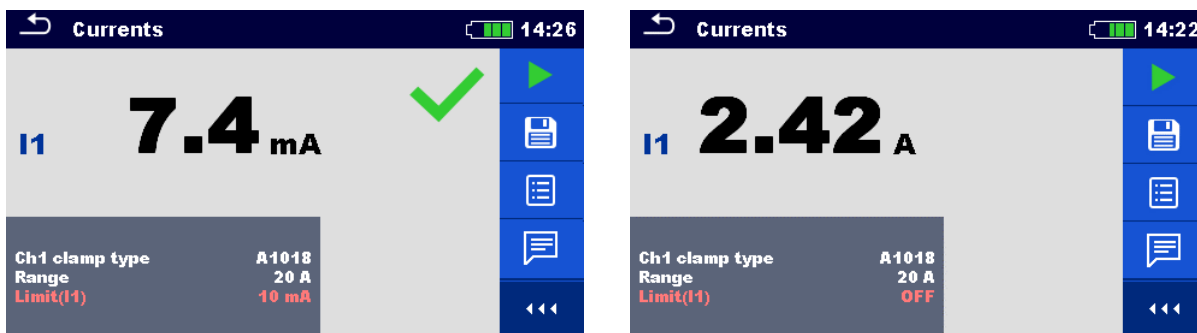 Currents 14:26
I1 7.4 mA
Ch1 clamp type A1018
Range 20 A
Limit(I1) 10 mA
Currents 14:22
I1 2.42 A
Ch1 clamp type A1018
Range 20 A
Limit(I1) OFF